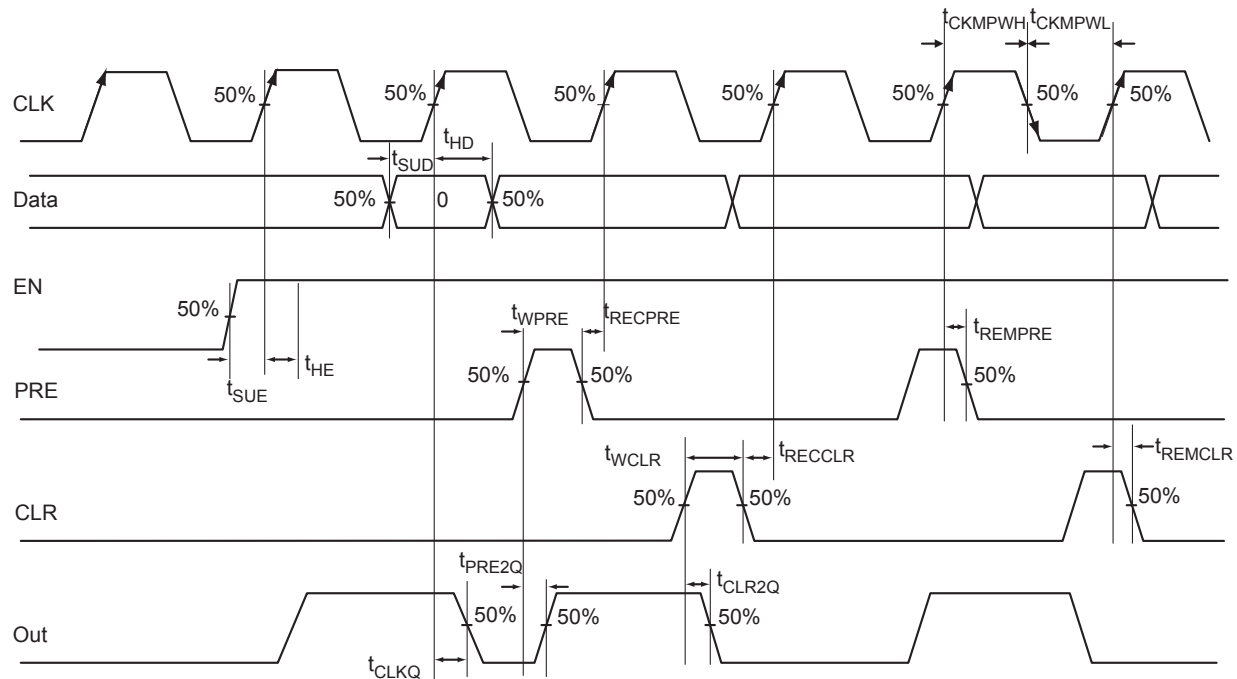 tCKMPWH tCKMPWL
CLK 50% 50% 50% 50% 50% 50% 50%
tSUD tHD
Data 50% 0 50%
EN 50%
tSUE tHE
tWPRE tRECPRE tREMPRE
PRE 50% 50% 50%
tWCLR tRECCLR tREMCLR
CLR 50% 50% 50%
tPRE2Q tCLR2Q
Out 50% 50% 50%
tCLKQ